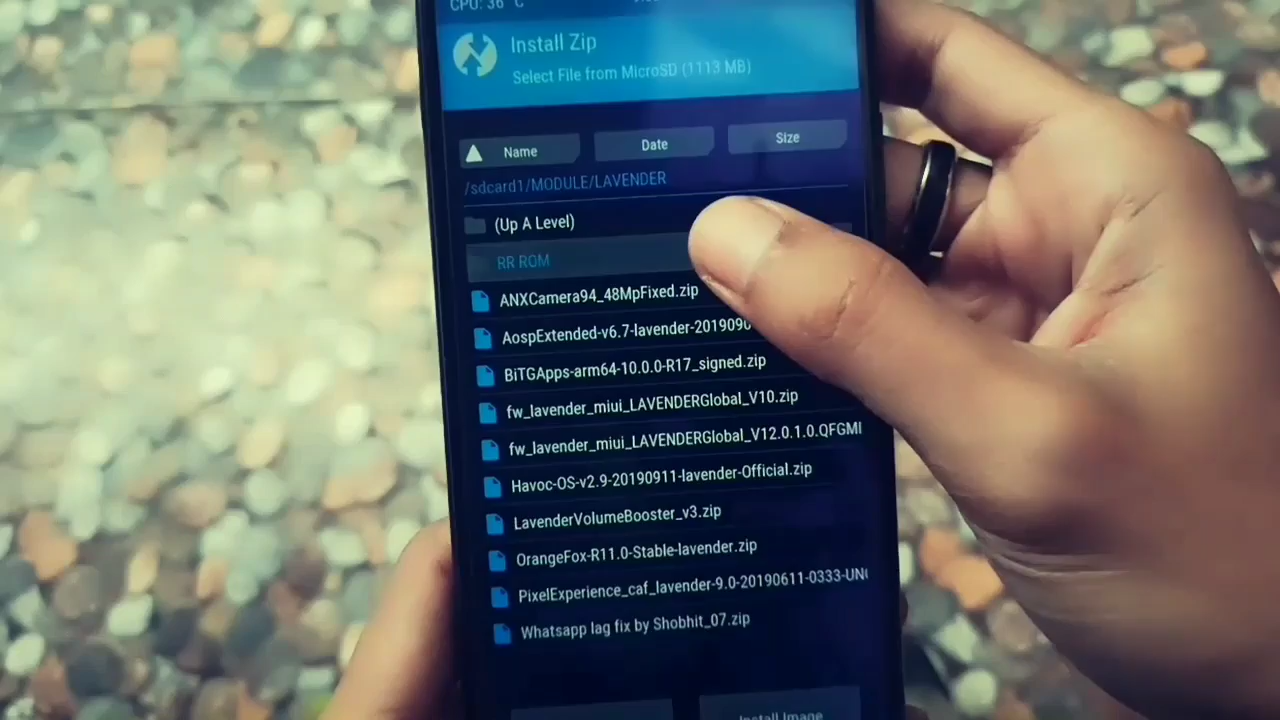 CPU: 36 °C
Install Zip
Select File from MicroSD (1113 MB)
Name Date Size
/sdcard1/MODULE/LAVENDER
(Up A Level)
RR ROM
ANXCamera94_48MpFixed.zip
AospExtended-v6.7-lavender-2019090
BiTGApps-arm64-10.0.0-R17_signed.zip
fw_lavender_miui_LAVENDERGlobal_V10.zip
fw_lavender_miui_LAVENDERGlobal_V12.0.1.0.QFGMI
Havoc-OS-v2.9-20190911-lavender-Official.zip
LavenderVolumeBooster_v3.zip
OrangeFox-R11.0-Stable-lavender.zip
PixelExperience_caf_lavender-9.0-20190611-0333-UNO
Whatsapp lag fix by Shobhit_07.zip
Install Image